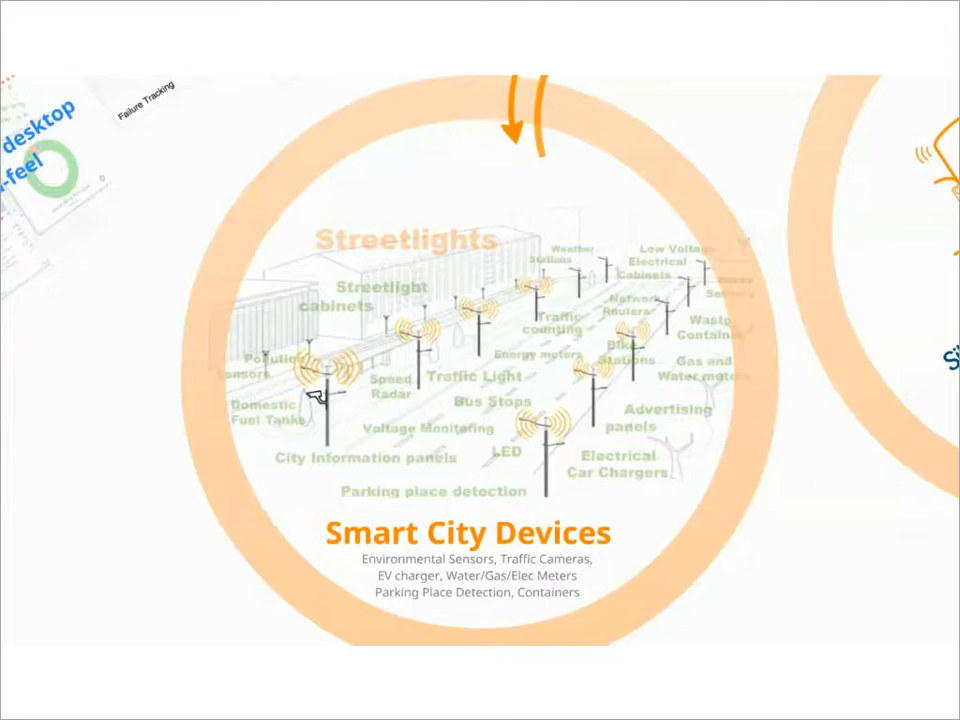 desktop
-feel
Failure Tracking
Streetlights
Streetlight
cabinets
Weather
Stations
Low Voltage
Electrical
Cabinets
Network
Routers
Traffic
counting
Waste
Container
Energy meters
Bike
Stations
Gas and
Water meters
Pollution
sensors
Speed
Radar
Traffic Light
Domestic
Fuel Tanks
Bus Stops
Advertising
panels
Voltage Monitoring
City Information panels
LED
Electrical
Car Chargers
Parking place detection
Smart City Devices
Environmental Sensors, Traffic Cameras,
EV charger, Water/Gas/Elec Meters
Parking Place Detection, Containers